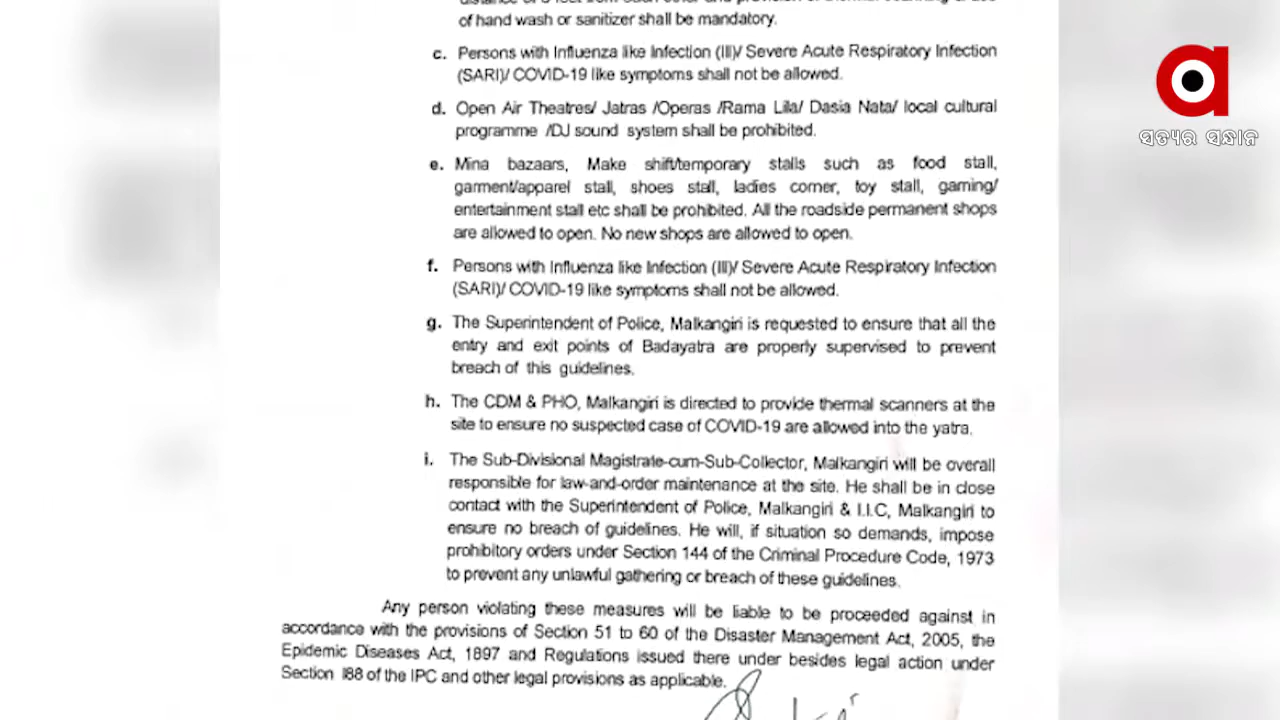 of hand wash or sanitizer shall be mandatory.
c. Persons with Influenza like Infection (Ill)/ Severe Acute Respiratory Infection
(SARI)/ COVID-19 like symptoms shall not be allowed.
d. Open Air Theatres/ Jatras /Operas /Rama Lila/ Dasia Nata/ local cultural
programme /DJ sound system shall be prohibited.
e. Mina bazaars, Make shift/temporary stalls such as food stall,
garment/apparel stall, shoes stall, ladies corner, toy stall, gaming/
entertainment stall etc shall be prohibited. All the roadside permanent shops
are allowed to open. No new shops are allowed to open.
f. Persons with Influenza like Infection (Ill)/ Severe Acute Respiratory Infection
(SARI)/ COVID-19 like symptoms shall not be allowed.
g. The Superintendent of Police, Malkangiri is requested to ensure that all the
entry and exit points of Badayatra are properly supervised to prevent
breach of this guidelines.
h. The CDM & PHO, Malkangiri is directed to provide thermal scanners at the
site to ensure no suspected case of COVID-19 are allowed into the yatra.
i. The Sub-Divisional Magistrate-cum-Sub-Collector, Malkangiri will be overall
responsible for law-and-order maintenance at the site. He shall be in close
contact with the Superintendent of Police, Malkangiri & I.I.C, Malkangiri to
ensure no breach of guidelines. He will, if situation so demands, impose
prohibitory orders under Section 144 of the Criminal Procedure Code, 1973
to prevent any unlawful gathering or breach of these guidelines.
Any person violating these measures will be liable to be proceeded against in
accordance with the provisions of Section 51 to 60 of the Disaster Management Act, 2005, the
Epidemic Diseases Act, 1897 and Regulations issued there under besides legal action under
Section 188 of the IPC and other legal provisions as applicable.
ସତ୍ୟର ସନ୍ଧାନ